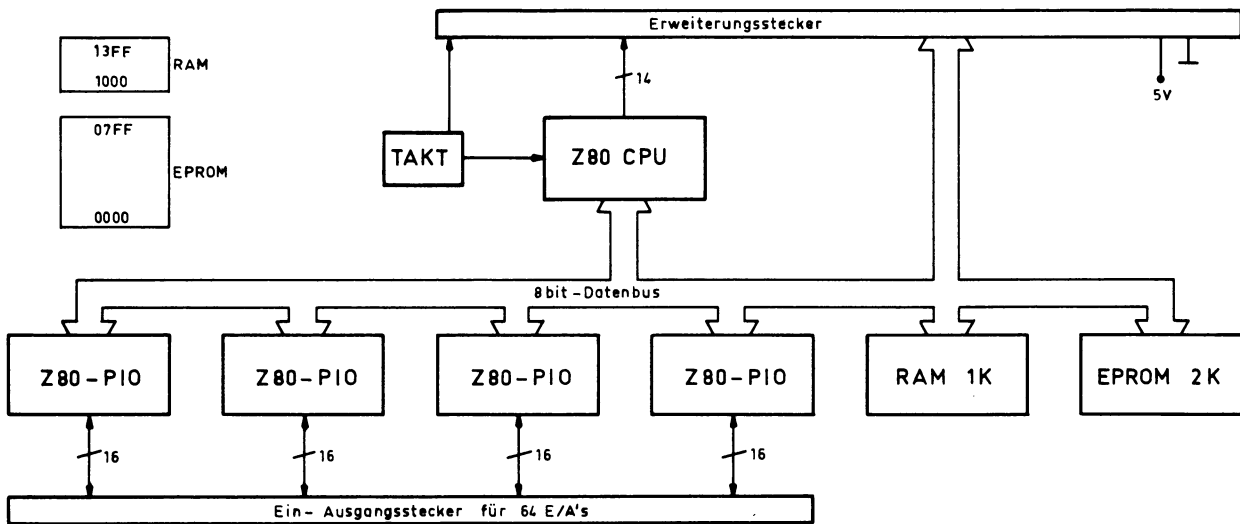 Erweiterungsstecker
13FF
1000
RAM
14
5V
07FF
0000
EPROM
TAKT
Z80 CPU
8bit-Datenbus
Z80-PIO
Z80-PIO
Z80-PIO
Z80-PIO
RAM 1K
EPROM 2K
16
16
16
16
Ein- Ausgangsstecker für 64 E/A's